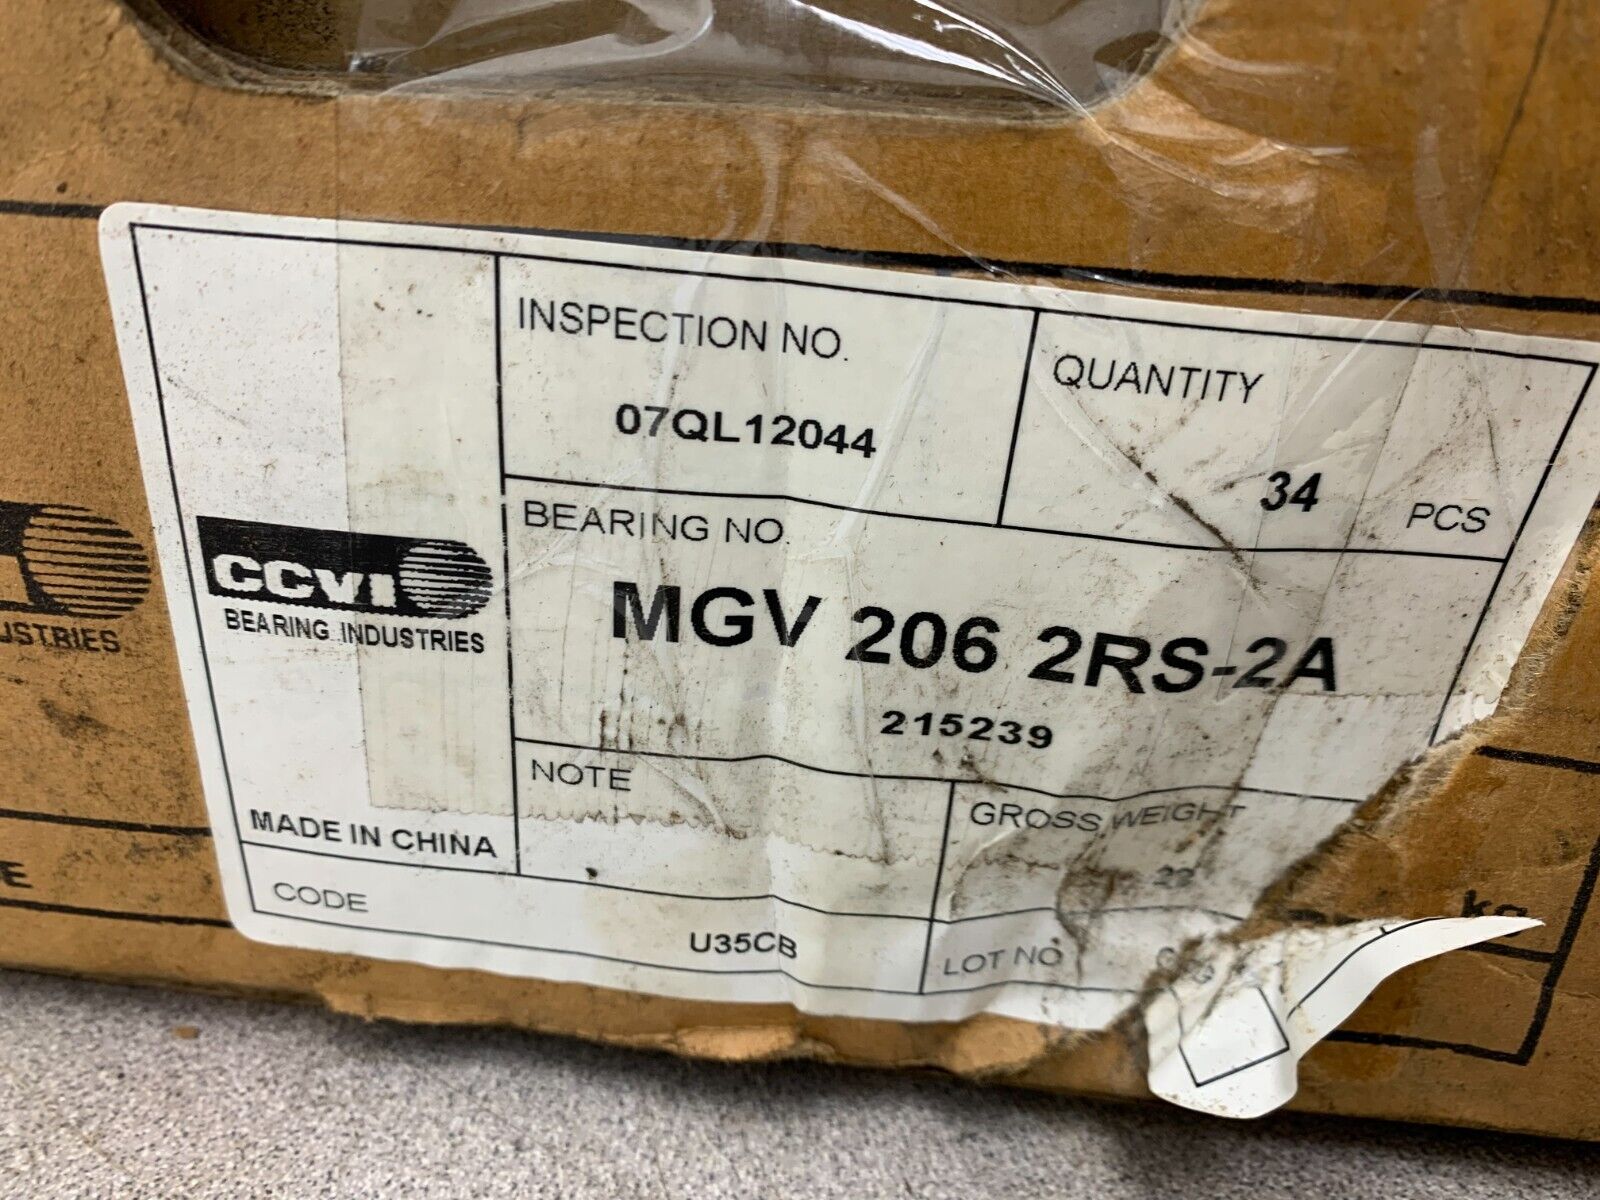 INSPECTION NO.
07QL12044
QUANTITY
34 PCS
BEARING NO.
MGV 206 2RS-2A
215239
CCVI
BEARING INDUSTRIES
MADE IN CHINA
NOTE
GROSS WEIGHT
CODE
U35CB
LOT NO